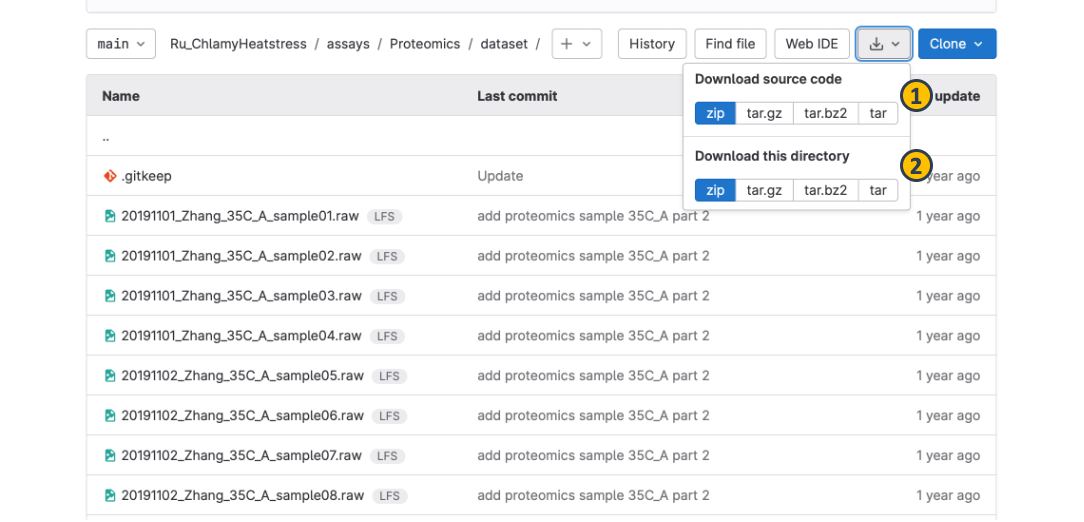 main Ru_ChlamyHeatstress / assays / Proteomics / dataset / + History Find file Web IDE Clone
Download source code
zip tar.gz tar.bz2 tar
1
Download this directory
zip tar.gz tar.bz2 tar
2
Name Last commit update
..
.gitkeep Update year ago
20191101_Zhang_35C_A_sample01.raw LFS add proteomics sample 35C_A part 2 1 year ago
20191101_Zhang_35C_A_sample02.raw LFS add proteomics sample 35C_A part 2 1 year ago
20191101_Zhang_35C_A_sample03.raw LFS add proteomics sample 35C_A part 2 1 year ago
20191101_Zhang_35C_A_sample04.raw LFS add proteomics sample 35C_A part 2 1 year ago
20191102_Zhang_35C_A_sample05.raw LFS add proteomics sample 35C_A part 2 1 year ago
20191102_Zhang_35C_A_sample06.raw LFS add proteomics sample 35C_A part 2 1 year ago
20191102_Zhang_35C_A_sample07.raw LFS add proteomics sample 35C_A part 2 1 year ago
20191102_Zhang_35C_A_sample08.raw LFS add proteomics sample 35C_A part 2 1 year ago